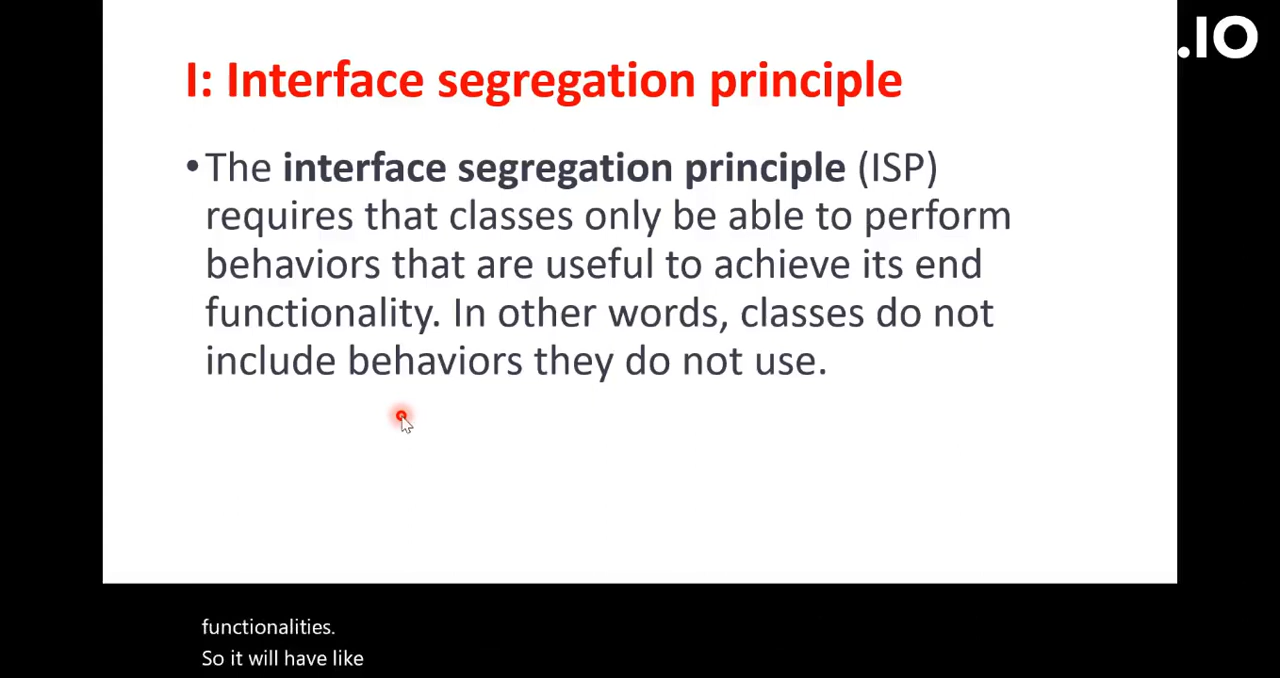 .IO
I: Interface segregation principle
•The interface segregation principle (ISP)
requires that classes only be able to perform
behaviors that are useful to achieve its end
functionality. In other words, classes do not
include behaviors they do not use.
functionalities.
So it will have like